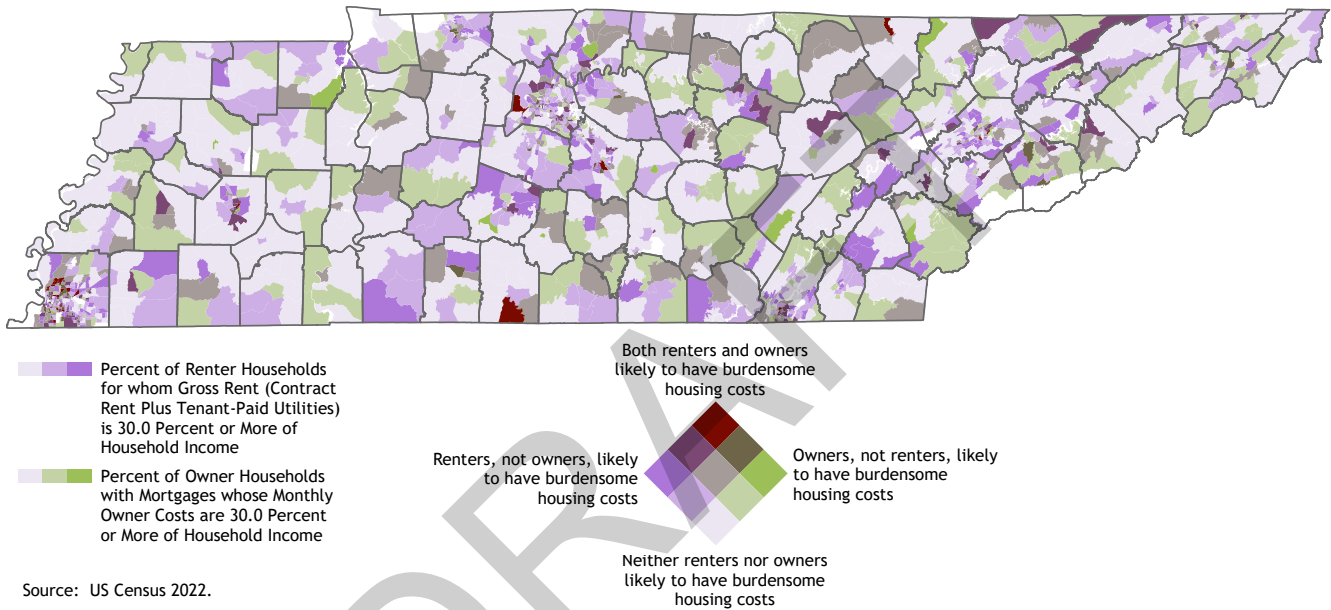 Percent of Renter Households
for whom Gross Rent (Contract
Rent Plus Tenant-Paid Utilities)
is 30.0 Percent or More of
Household Income
Percent of Owner Households
with Mortgages whose Monthly
Owner Costs are 30.0 Percent
or More of Household Income
Source: US Census 2022.
Both renters and owners
likely to have burdensome
housing costs
Renters, not owners, likely
to have burdensome
housing costs
Owners, not renters, likely
to have burdensome
housing costs
Neither renters nor owners
likely to have burdensome
housing costs
DRAFT